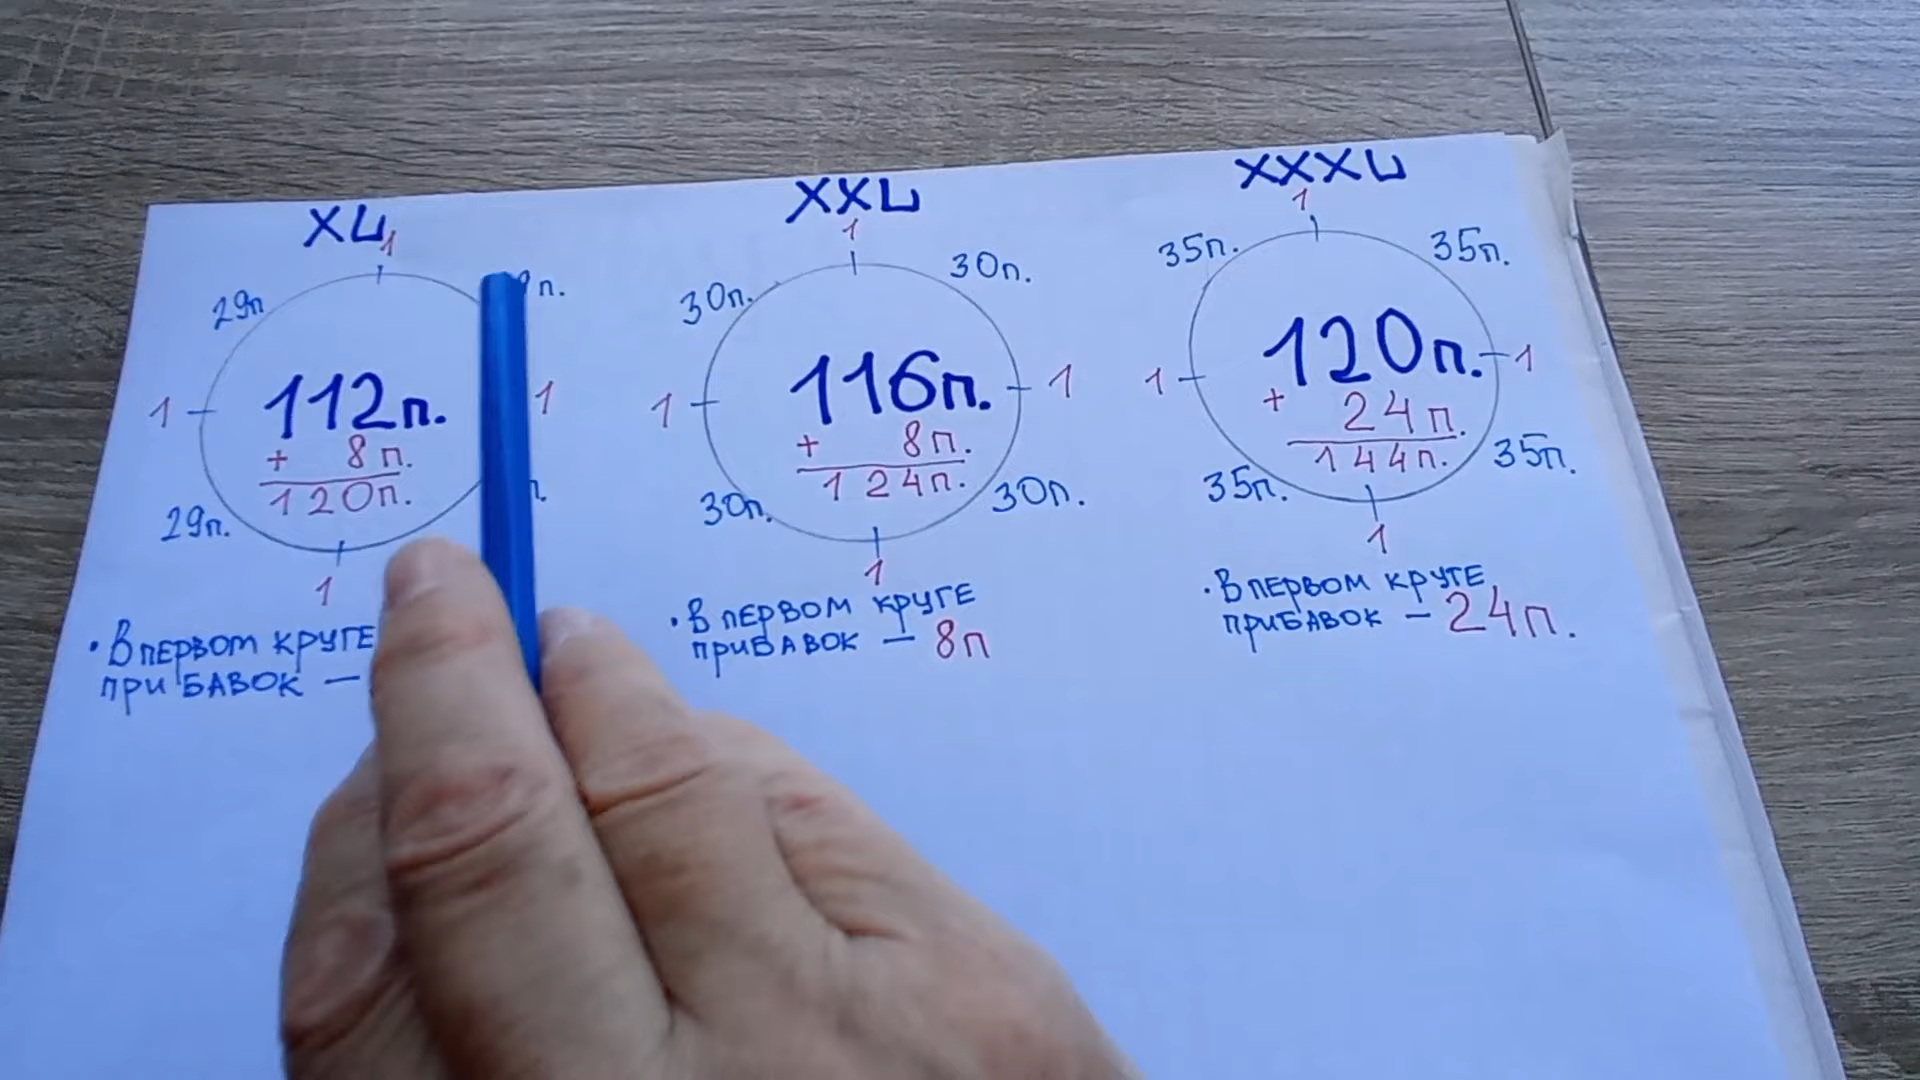 XL
1
29п
п.
1
112п.
1
+ 8п.
120п.
29п.
1
• В первом круге
прибавок –
XXL
1
30п.
30п.
1
116п.
1
+ 8п.
124п.
30п.
30п.
1
• В первом круге
прибавок – 8п
XXXL
1
35п.
35п.
1
120п.
1
+ 24п.
144п.
35п.
35п.
1
• В первом круге
прибавок – 24п.